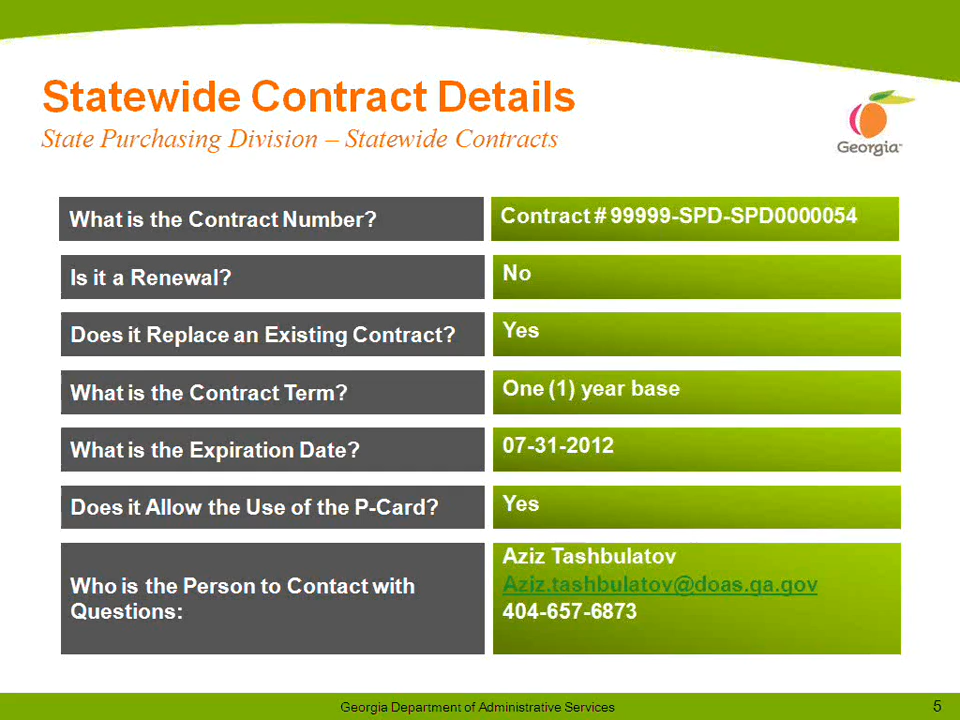 Statewide Contract Details
State Purchasing Division – Statewide Contracts
Georgia™
What is the Contract Number?
Contract # 99999-SPD-SPD0000054
Is it a Renewal?
No
Does it Replace an Existing Contract?
Yes
What is the Contract Term?
One (1) year base
What is the Expiration Date?
07-31-2012
Does it Allow the Use of the P-Card?
Yes
Who is the Person to Contact with
Questions:
Aziz Tashbulatov
Aziz.tashbulatov@doas.ga.gov
404-657-6873
Georgia Department of Administrative Services
5